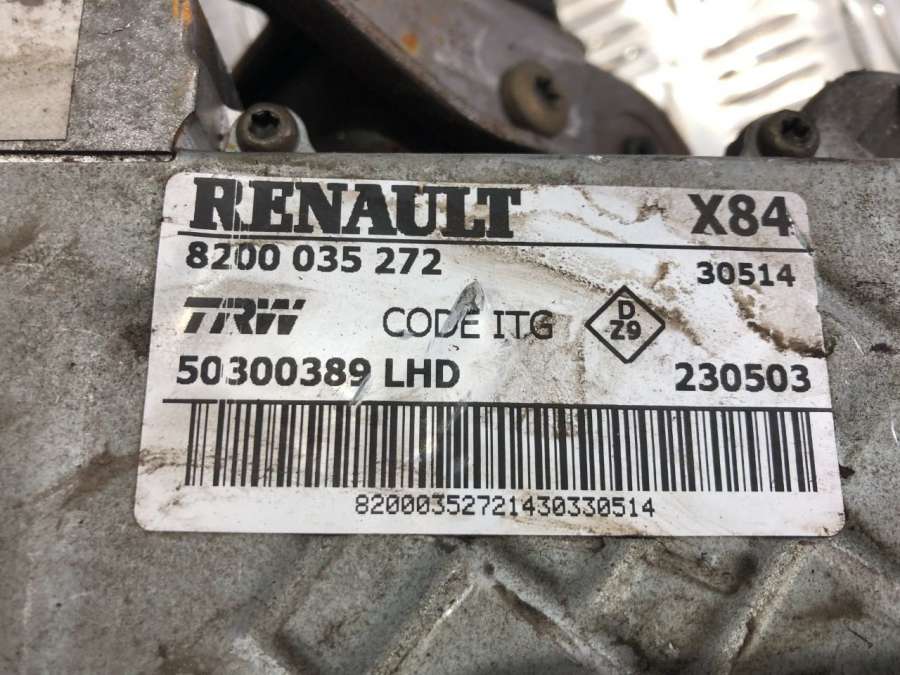 RENAULT X84
8200 035 272 30514
TRW CODE ITG D
Z9
50300389 LHD 230503
82000352721430330514